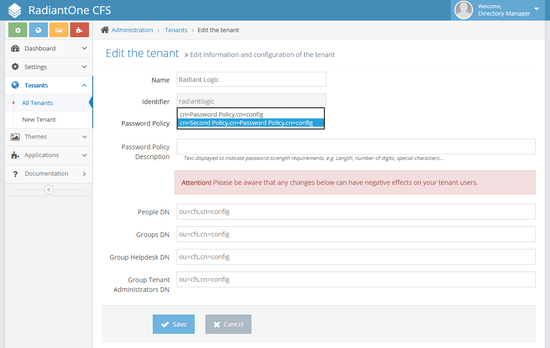 RadiantOne CFS
Welcome,
Directory Manager
Administration › Tenants › Edit the tenant
Dashboard
Settings
Tenants
All Tenants
New Tenant
Themes
Applications
Documentation
Edit the tenant » Edit information and configuration of the tenant
Name
Radiant Logic
Identifier
radiantlogic
Password Policy
cn=Password Policy,cn=config
cn=Second Policy,cn=Password Policy,cn=config
Password Policy
Description
Text displayed to indicate password strength requirements. e.g. Length, number of digits, special characters...
Attention! Please be aware that any changes below can have negative effects on your tenant users.
People DN
ou=cfs,cn=config
Groups DN
ou=cfs,cn=config
Group Helpdesk DN
ou=cfs,cn=config
Group Tenant
Administrators DN
ou=cfs,cn=config
Save
Cancel